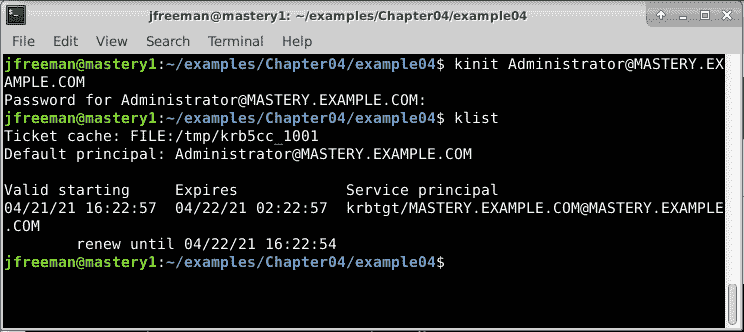 jfreeman@mastery1: ~/examples/Chapter04/example04
File Edit View Search Terminal Help
jfreeman@mastery1:~/examples/Chapter04/example04$ kinit Administrator@MASTERY.EX
AMPLE.COM
Password for Administrator@MASTERY.EXAMPLE.COM:
jfreeman@mastery1:~/examples/Chapter04/example04$ klist
Ticket cache: FILE:/tmp/krb5cc_1001
Default principal: Administrator@MASTERY.EXAMPLE.COM
Valid starting Expires Service principal
04/21/21 16:22:57 04/22/21 02:22:57 krbtgt/MASTERY.EXAMPLE.COM@MASTERY.EXAMPLE
.COM
renew until 04/22/21 16:22:54
jfreeman@mastery1:~/examples/Chapter04/example04$